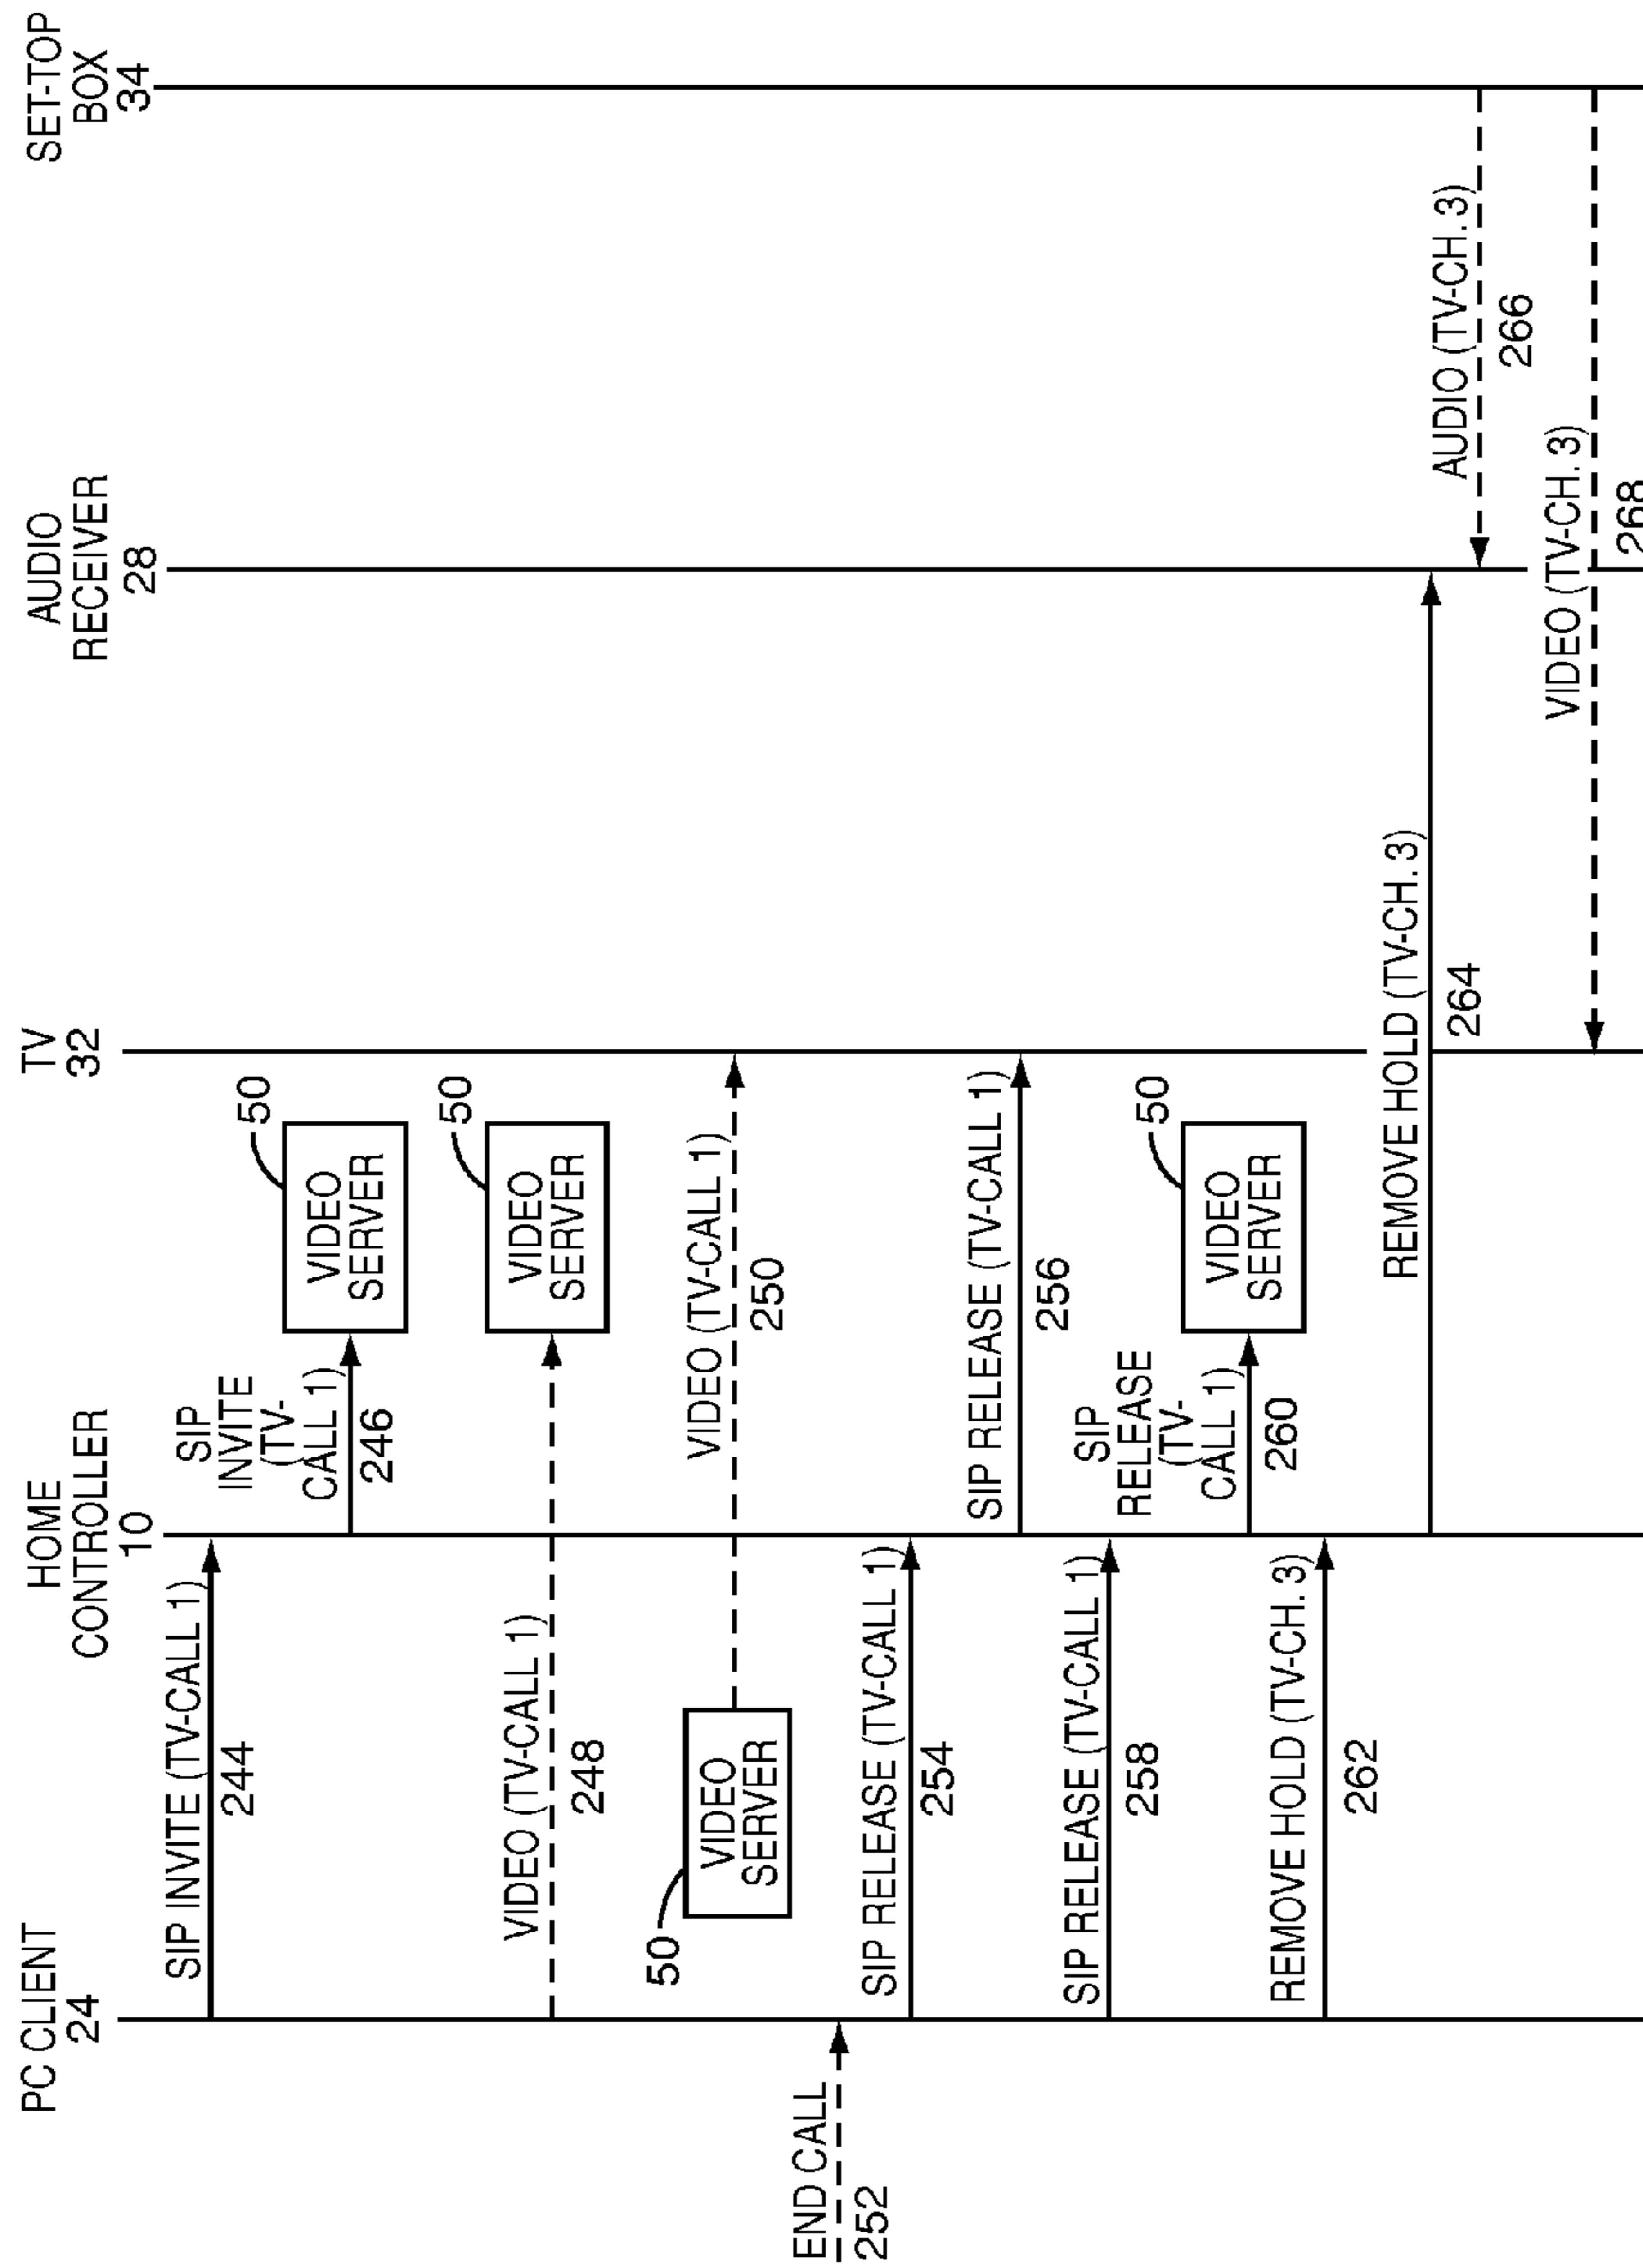 PC CLIENT
24
HOME
CONTROLLER
10
TV
32
AUDIO
RECEIVER
28
SET-TOP
BOX
34
SIP INVITE (TV-CALL 1)
244
SIP
INVITE
(TV-
CALL 1)
246
VIDEO
SERVER
50
VIDEO (TV-CALL 1)
248
VIDEO
SERVER
50
50
VIDEO
SERVER
VIDEO (TV-CALL 1)
250
END CALL
252
SIP RELEASE (TV-CALL 1)
254
SIP RELEASE (TV-CALL 1)
256
SIP RELEASE (TV-CALL 1)
258
SIP
RELEASE
(TV-
CALL 1)
260
VIDEO
SERVER
50
REMOVE HOLD (TV-CH. 3)
262
REMOVE HOLD (TV-CH. 3)
264
AUDIO (TV-CH. 3)
266
VIDEO (TV-CH. 3)
268